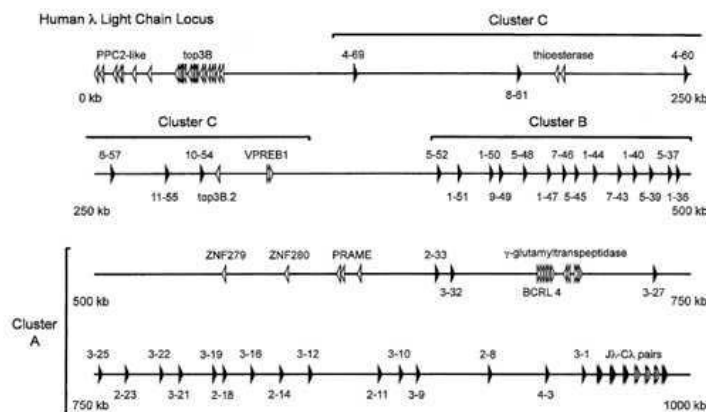 Human λ Light Chain Locus
Cluster C
PPC2-like top3B 4-69 thioesterase 4-60
8-61
0 kb 250 kb
Cluster C Cluster B
6-57 10-54 VPREB1 5-52 1-50 5-48 7-46 1-44 1-40 5-37
11-55 top3B.2 1-51 9-49 1-47 5-45 7-43 5-39 1-36
250 kb 500 kb
ZNF279 ZNF280 PRAME 2-33 γ-glutamyltranspeptidase
3-32 BCRL 4 3-27
500 kb 750 kb
Cluster A
3-25 3-22 3-19 3-16 3-12 3-10 2-8 3-1 Jλ-Cλ pairs
2-23 3-21 2-18 2-14 2-11 3-9 4-3
750 kb 1000 kb